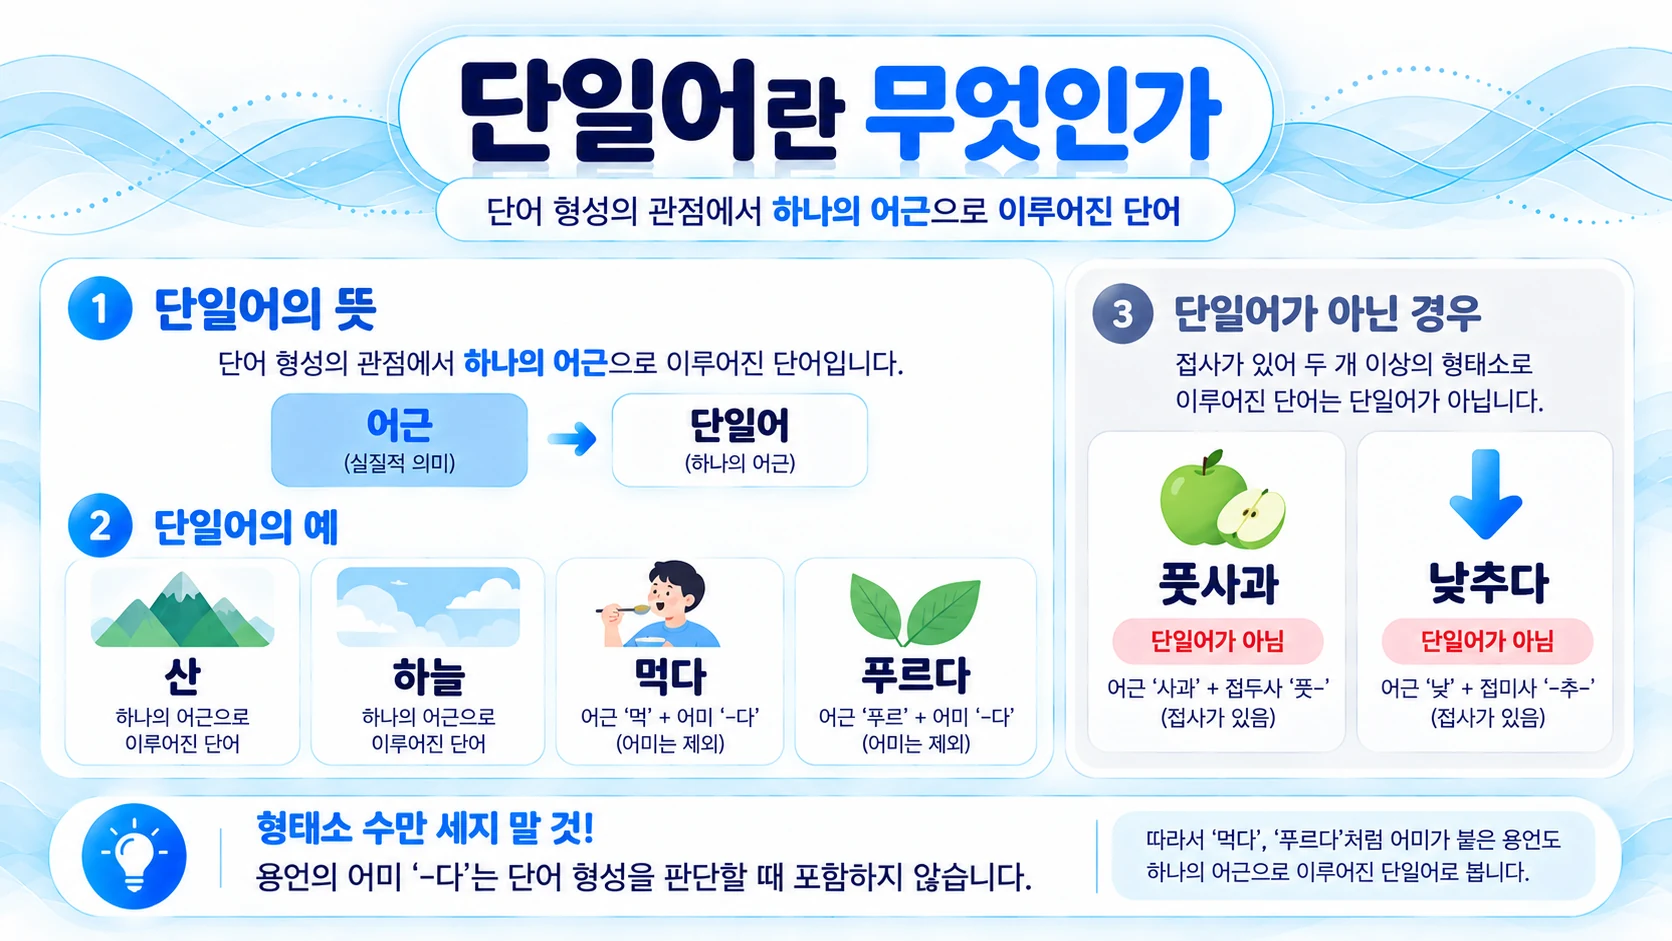 단일어란 무엇인가
단어 형성의 관점에서 하나의 어근으로 이루어진 단어
1 단일어의 뜻
단어 형성의 관점에서 하나의 어근으로 이루어진 단어입니다.
어근
(실질적 의미)
단일어
(하나의 어근)
2 단일어의 예
산
하나의 어근으로
이루어진 단어
하늘
하나의 어근으로
이루어진 단어
먹다
어근 ‘먹’ + 어미 ‘–다’
(어미는 제외)
푸르다
어근 ‘푸르’ + 어미 ‘–다’
(어미는 제외)
3 단일어가 아닌 경우
접사가 있어 두 개 이상의 형태소로
이루어진 단어는 단일어가 아닙니다.
풋사과
단일어가 아님
어근 ‘사과’ + 접두사 ‘풋–’
(접사가 있음)
낮추다
단일어가 아님
어근 ‘낮’ + 접미사 ‘–추–’
(접사가 있음)
형태소 수만 세지 말 것!
용언의 어미 ‘–다’는 단어 형성을 판단할 때 포함하지 않습니다.
따라서 ‘먹다’, ‘푸르다’처럼 어미가 붙은 용언도
하나의 어근으로 이루어진 단일어로 봅니다.